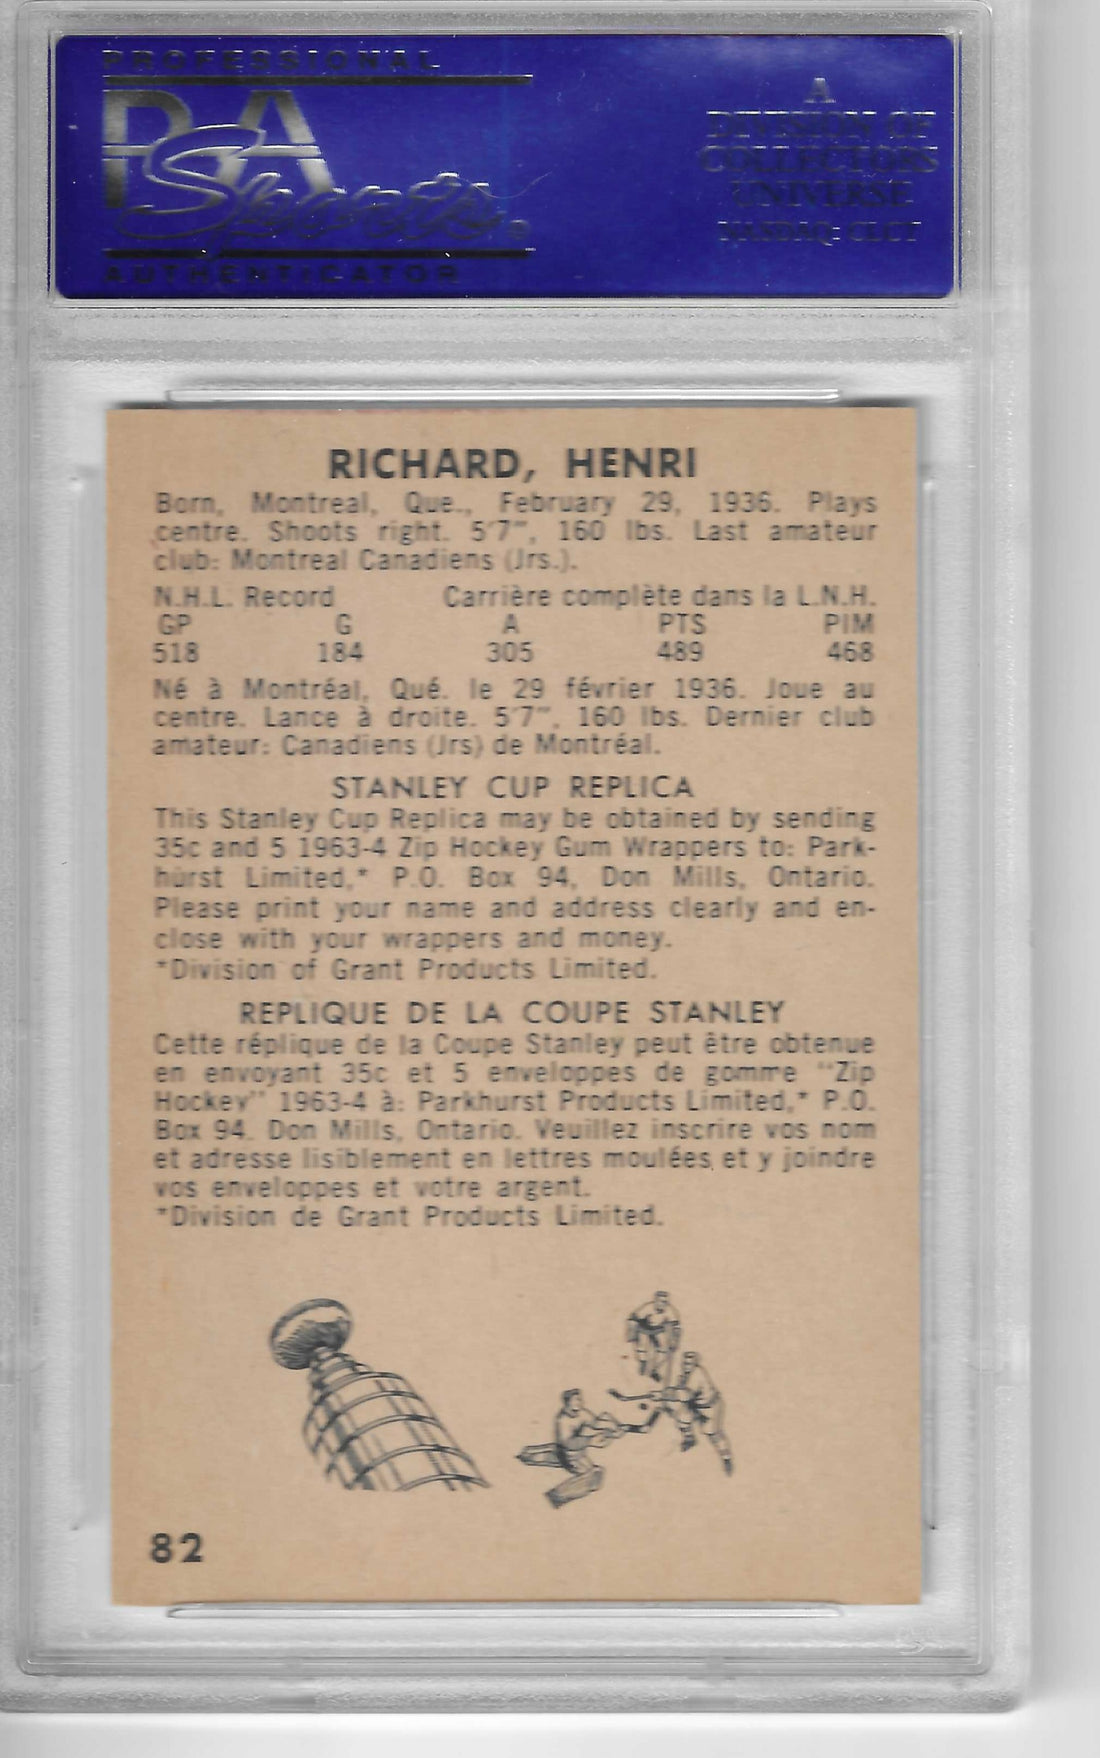 PROFESSIONAL
PSA
Sports®
AUTHENTICATOR
A
DIVISION OF
COLLECTORS
UNIVERSE
NASDAQ: CLCT
RICHARD, HENRI
Born, Montreal, Que., February 29, 1936. Plays
centre. Shoots right. 5'7", 160 lbs. Last amateur
club: Montreal Canadiens (Jrs.).
N.H.L. Record Carrière complète dans la L.N.H.
GP G A PTS PIM
518 184 305 489 468
Né à Montréal, Qué. le 29 février 1936. Joue au
centre. Lance à droite. 5'7", 160 lbs. Dernier club
amateur: Canadiens (Jrs) de Montréal.
STANLEY CUP REPLICA
This Stanley Cup Replica may be obtained by sending
35c and 5 1963-4 Zip Hockey Gum Wrappers to: Park-
hurst Limited,* P.O. Box 94, Don Mills, Ontario.
Please print your name and address clearly and en-
close with your wrappers and money.
*Division of Grant Products Limited.
REPLIQUE DE LA COUPE STANLEY
Cette réplique de la Coupe Stanley peut être obtenue
en envoyant 35c et 5 enveloppes de gomme "Zip
Hockey" 1963-4 à: Parkhurst Products Limited,* P.O.
Box 94. Don Mills, Ontario. Veuillez inscrire vos nom
et adresse lisiblement en lettres moulées et y joindre
vos enveloppes et votre argent.
*Division de Grant Products Limited.
82